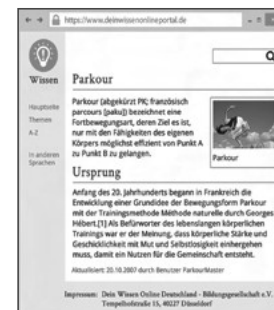 https://www.deinwissenonlineportal.de
Wissen
Hauptseite
Themen
A-Z
In anderen
Sprachen
Parkour
Parkour (abgekürzt PK; französisch
parcours [paʀkuʀ]) bezeichnet eine
Fortbewegungsart, deren Ziel es ist,
nur mit den Fähigkeiten des eigenen
Körpers möglichst effizient von Punkt A
zu Punkt B zu gelangen.
Parkour
Ursprung
Anfang des 20. Jahrhunderts begann in Frankreich die
Entwicklung einer Grundidee der Bewegungsform Parkour
mit der Trainingsmethode Méthode naturelle durch Georges
Hébert.[1] Als Befürworter des lebenslangen körperlichen
Trainings war er der Meinung, dass körperliche Stärke und
Geschicklichkeit mit Mut und Selbstlosigkeit einhergehen
muss, damit ein Nutzen für die Gemeinschaft entsteht.
Aktualisiert: 20.10.2007 durch Benutzer ParkourMaster
Impressum: Dein Wissen Online Deutschland - Bildungsgesellschaft e.V.
Tempelhofstraße 15, 40227 Düsseldorf